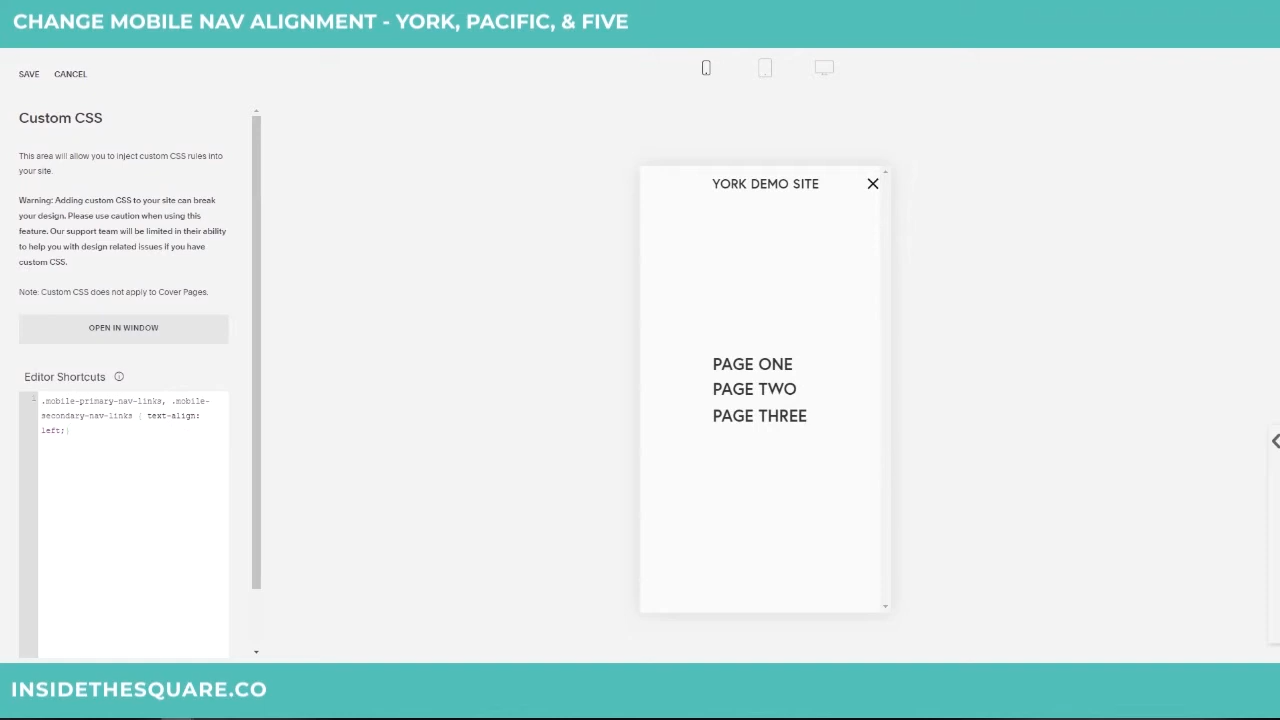 CHANGE MOBILE NAV ALIGNMENT - YORK, PACIFIC, & FIVE
SAVE CANCEL
Custom CSS
This area will allow you to inject custom CSS rules into
your site.
Warning: Adding custom CSS to your site can break
your design. Please use caution when using this
feature. Our support team will be limited in their ability
to help you with design related issues if you have
custom CSS.
Note: Custom CSS does not apply to Cover Pages.
OPEN IN WINDOW
Editor Shortcuts
1 .mobile-primary-nav-links, .mobile-
secondary-nav-links { text-align:
left;}
YORK DEMO SITE
PAGE ONE
PAGE TWO
PAGE THREE
INSIDETHESQUARE.CO